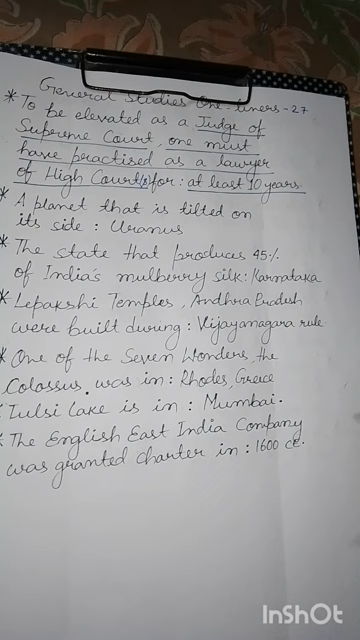 General Studies One-liners-27
* To be elevated as a Judge of
Supreme Court, one must
have practised as a lawyer
of High Court(s) for: at least 10 years.
* A planet that is tilted on
its side: Uranus
* The state that produces 45%
of India's mulberry silk: Karnataka
* Lepakshi Temples, Andhra Pradesh
were built during: Vijayanagara rule
* One of the Seven Wonders, the
Colossus, was in: Rhodes, Greece
* Tulsi Lake is in: Mumbai.
* The English East India Company
was granted charter in: 1600 CE.
InShOt